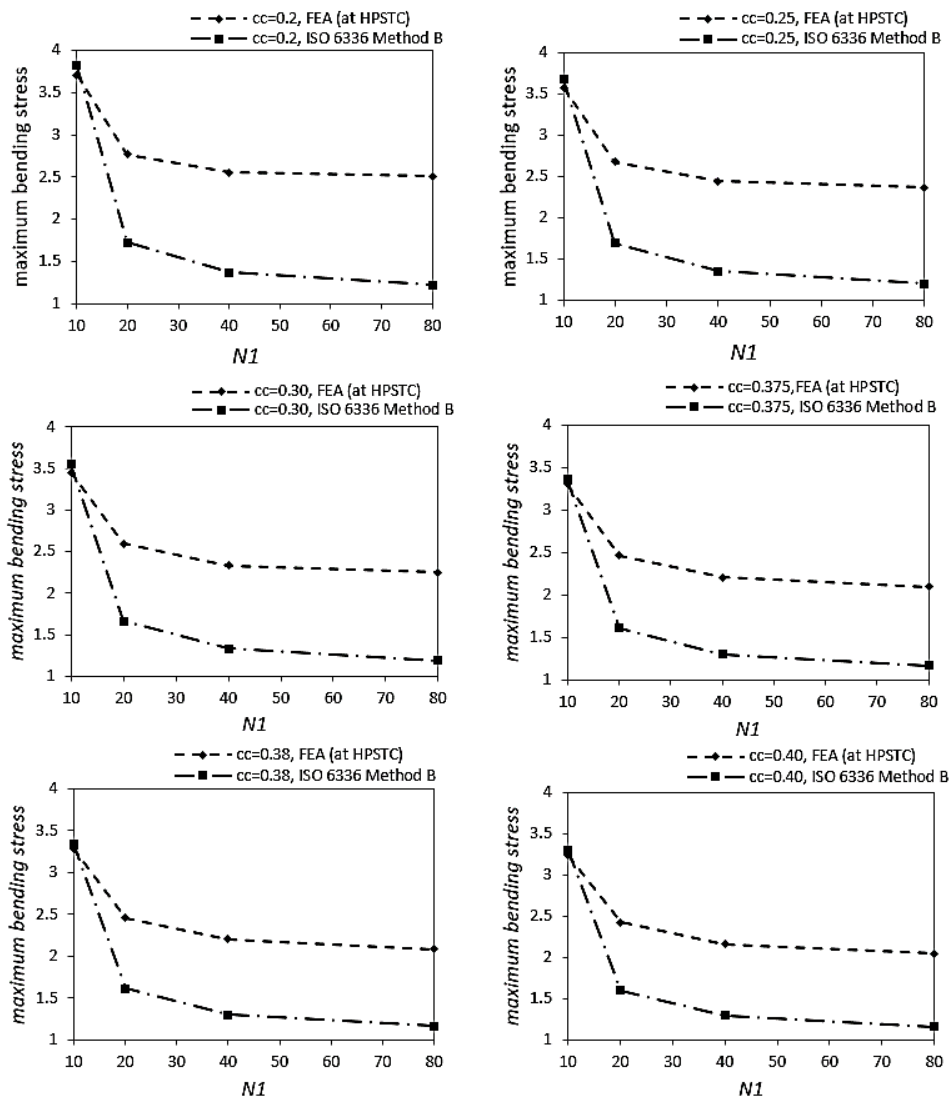 cc=0.2, FEA (at HPSTC)
cc=0.2, ISO 6336 Method B
maximum bending stress
4
3.5
3
2.5
2
1.5
1
10 20 30 40 50 60 70 80
N1
cc=0.25, FEA (at HPSTC)
cc=0.25, ISO 6336 Method B
maximum bending stress
4
3.5
3
2.5
2
1.5
1
10 20 30 40 50 60 70 80
N1
cc=0.30, FEA (at HPSTC)
cc=0.30, ISO 6336 Method B
maximum bending stress
4
3.5
3
2.5
2
1.5
1
10 20 30 40 50 60 70 80
N1
cc=0.375,FEA (at HPSTC)
cc=0.375, ISO 6336 Method B
maximum bending stress
4
3.5
3
2.5
2
1.5
1
10 20 30 40 50 60 70 80
N1
cc=0.38, FEA (at HPSTC)
cc=0.38, ISO 6336 Method B
maximum bending stress
4
3.5
3
2.5
2
1.5
1
10 20 30 40 50 60 70 80
N1
cc=0.40, FEA (at HPSTC)
cc=0.40, ISO 6336 Method B
maximum bending stress
4
3.5
3
2.5
2
1.5
1
10 20 30 40 50 60 70 80
N1